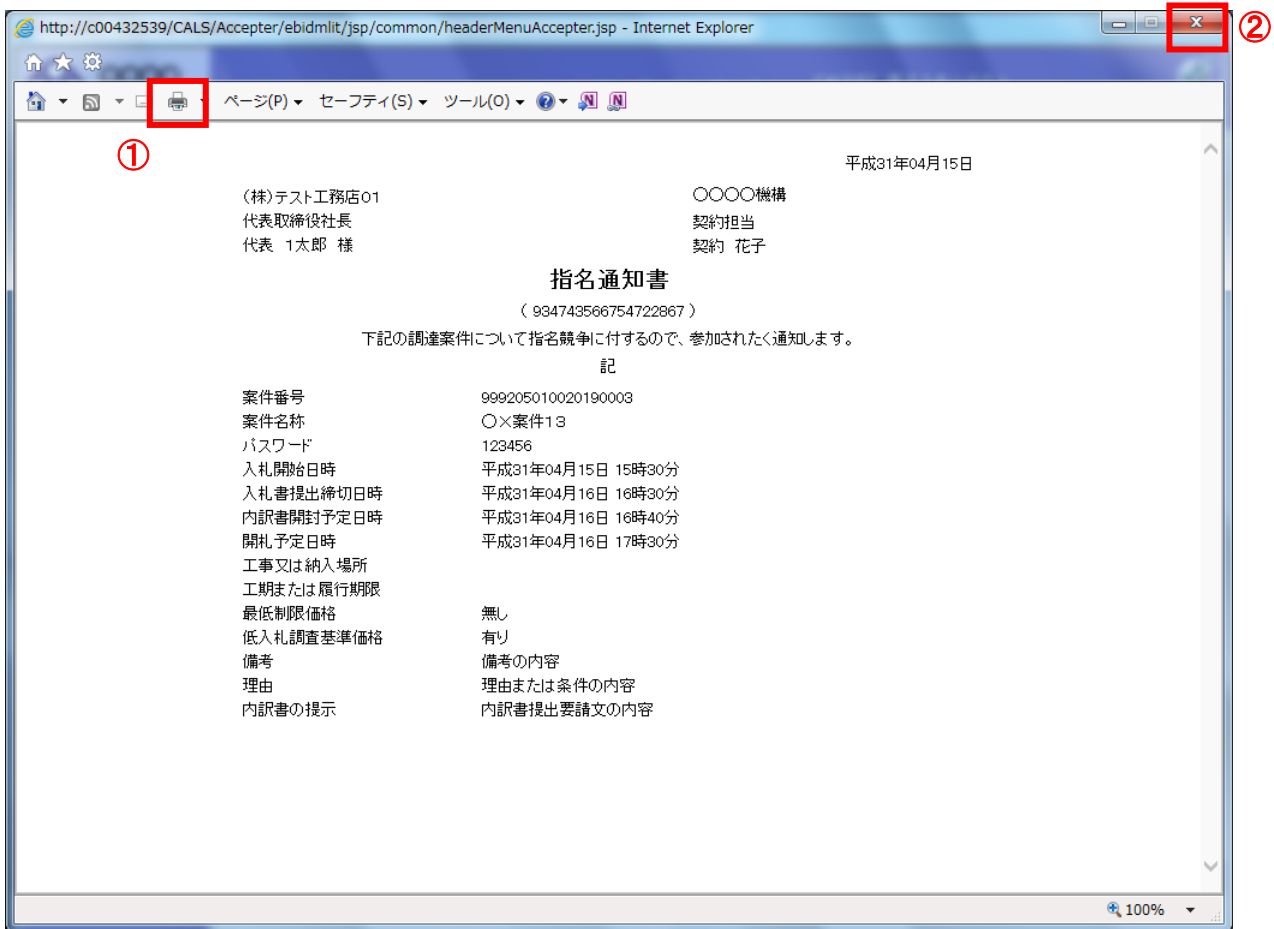 http://c00432539/CALS/Accepter/ebidmlit/jsp/common/headerMenuAccepter.jsp - Internet Explorer
②
ページ(P) セーフティ(S) ツール(O)
①
平成31年04月15日
(株)テスト工務店01 ○○○○機構
代表取締役社長 契約担当
代表 1太郎 様 契約 花子
指名通知書
( 934743566754722867 )
下記の調達案件について指名競争に付するので、参加されたく通知します。
記
案件番号 999205010020190003
案件名称 ○×案件13
パスワード 123456
入札開始日時 平成31年04月15日 15時30分
入札書提出締切日時 平成31年04月16日 16時30分
内訳書開封予定日時 平成31年04月16日 16時40分
開札予定日時 平成31年04月16日 17時30分
工事又は納入場所
工期または履行期限
最低制限価格 無し
低入札調査基準価格 有り
備考 備考の内容
理由 理由または条件の内容
内訳書の提示 内訳書提出要請文の内容
100%